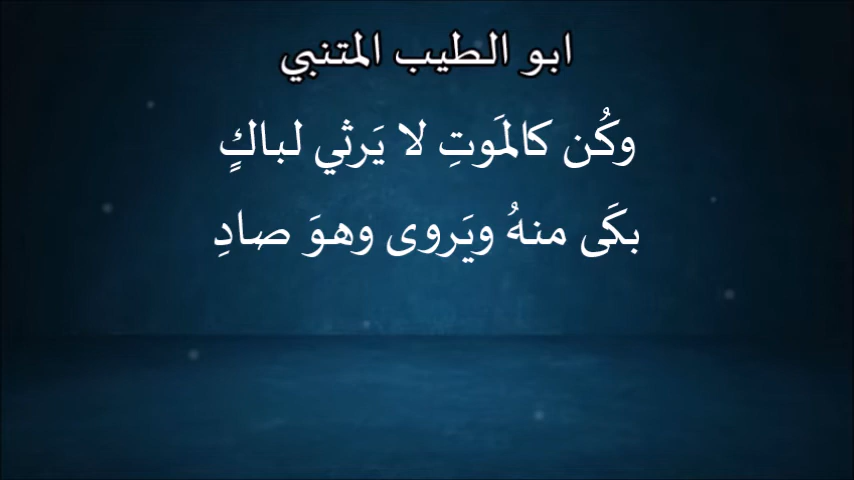 ابو الطيب المتنبي
وكُن كالمَوتِ لا يَرثي لباكٍ
بكَى منهُ ويَروى وهوَ صادِ